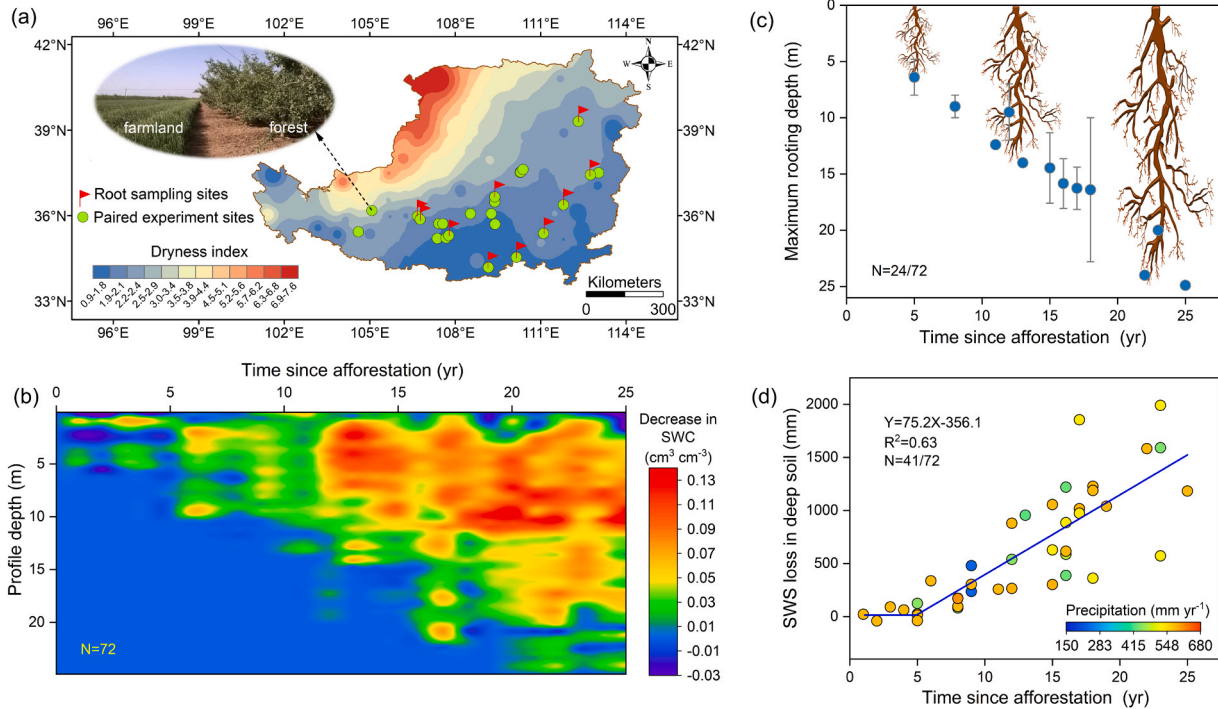 (a)
96°E 99°E 102°E 105°E 108°E 111°E 114°E
42°N
39°N
36°N
33°N
N
W E
S
farmland forest
Root sampling sites
Paired experiment sites
Dryness index
0.9-1.8 1.9-2.1 2.2-2.4 2.5-2.9 3.0-3.4 3.5-3.8 3.9-4.4 4.5-5.1 5.2-5.6 5.7-6.2 6.3-6.8 6.9-7.6
Kilometers
0 300
42°N
39°N
36°N
33°N
96°E 99°E 102°E 105°E 108°E 111°E 114°E
(b)
Time since afforestation (yr)
0 5 10 15 20 25
Profile depth (m)
5
10
15
20
N=72
Decrease in
SWC
(cm³ cm⁻³)
0.13
0.11
0.09
0.07
0.05
0.03
0.01
-0.01
-0.03
(c)
Maximum rooting depth (m)
0
5
10
15
20
25
N=24/72
0 5 10 15 20 25
Time since afforestation (yr)
(d)
SWS loss in deep soil (mm)
2000
1500
1000
500
0
Y=75.2X-356.1
R²=0.63
N=41/72
Precipitation (mm yr⁻¹)
150 283 415 548 680
0 5 10 15 20 25
Time since afforestation (yr)